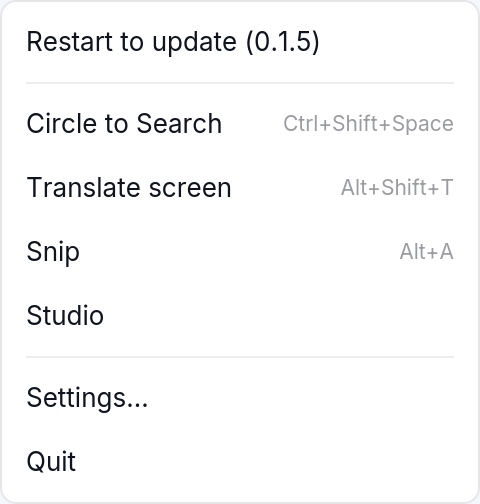 Restart to update (0.1.5)
Circle to Search Ctrl+Shift+Space
Translate screen Alt+Shift+T
Snip Alt+A
Studio
Settings...
Quit